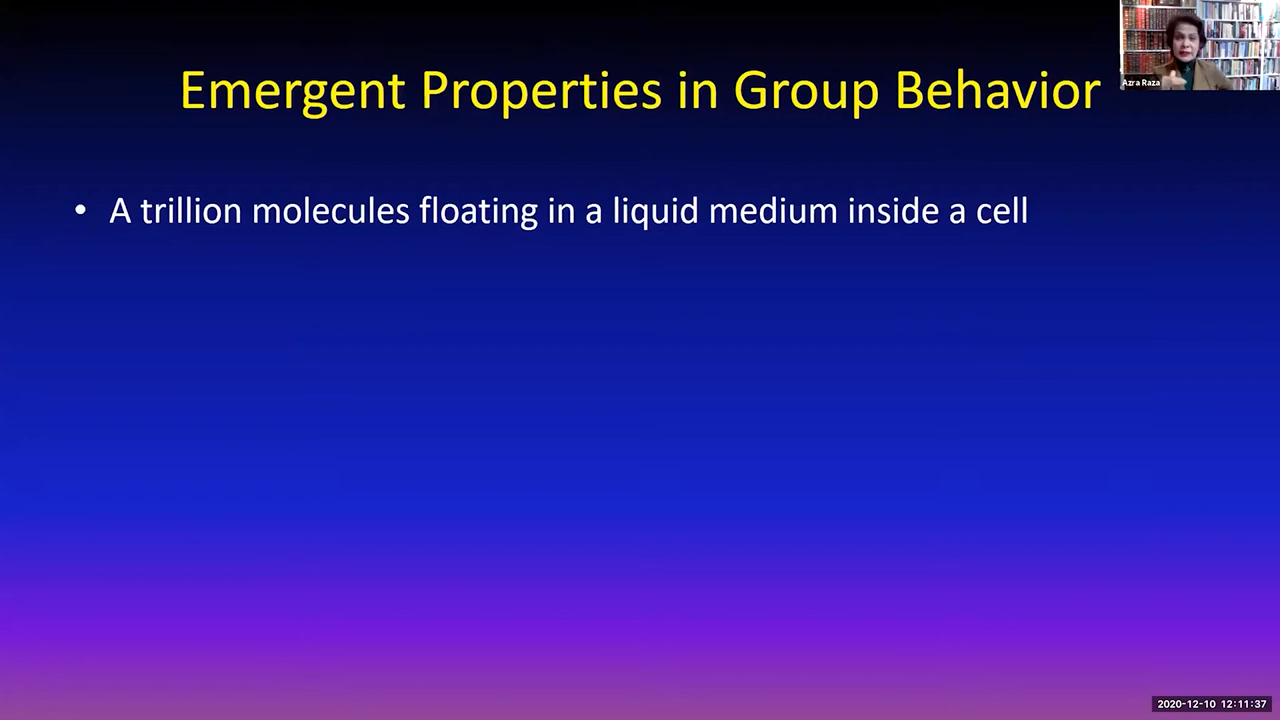 Emergent Properties in Group Behavior
Azra Raza
• A trillion molecules floating in a liquid medium inside a cell
2020-12-10 12:11:37